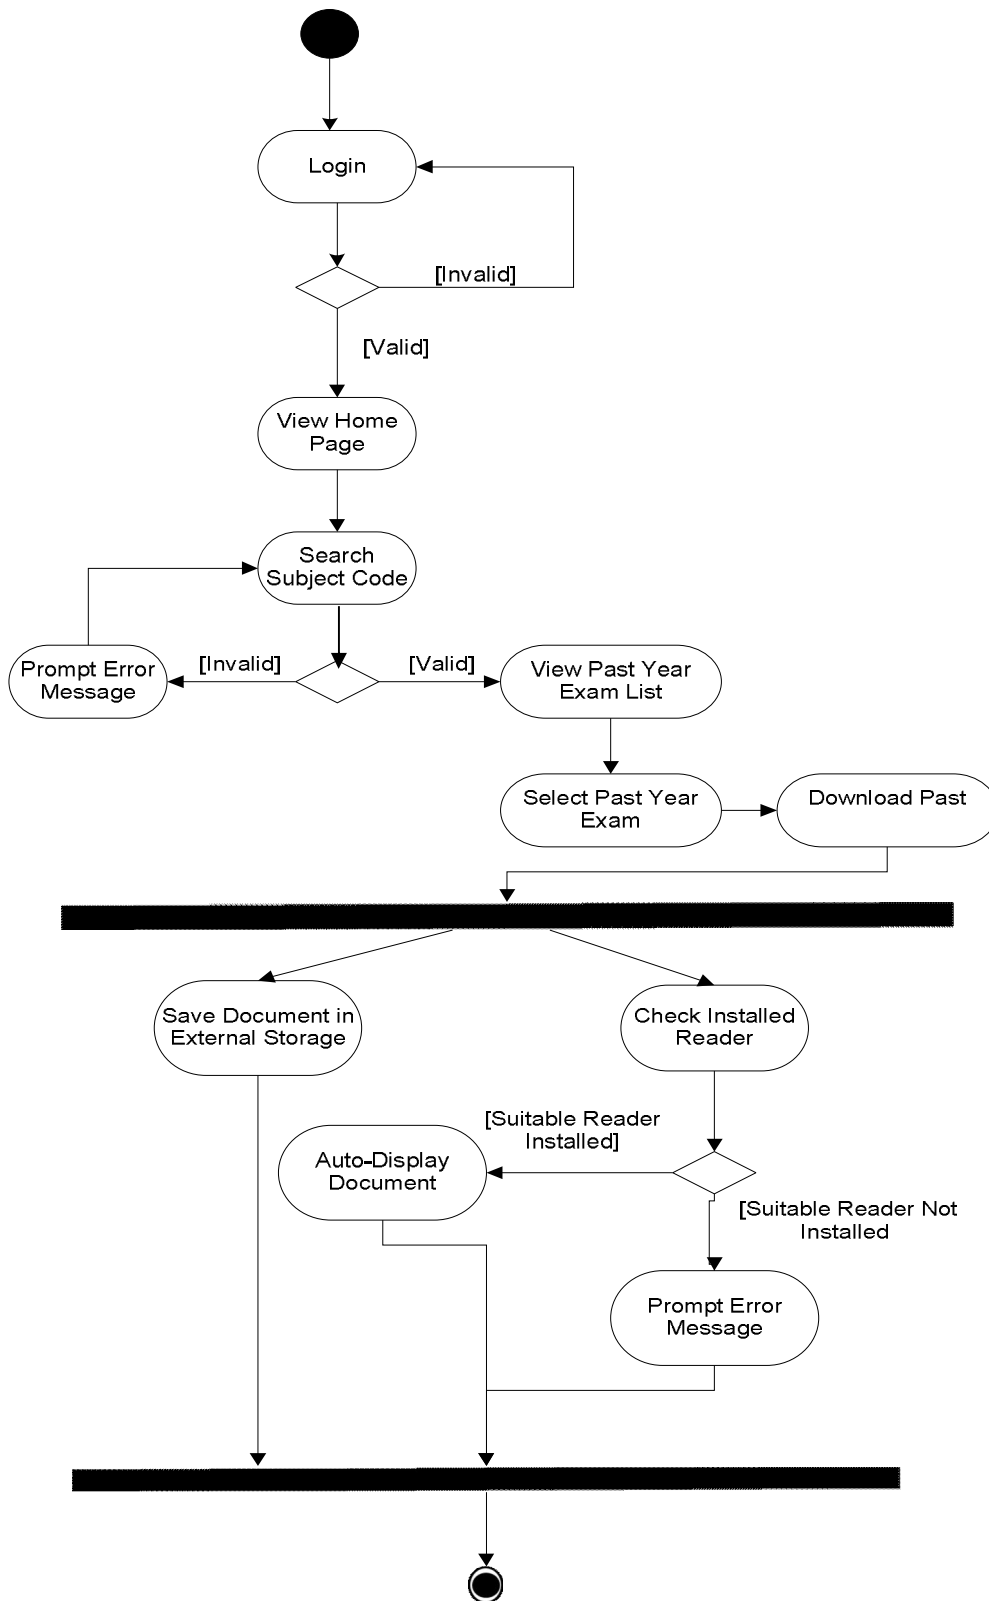 Login
[Invalid]
[Valid]
View Home
Page
Search
Subject Code
Prompt Error
Message
[Invalid]
[Valid]
View Past Year
Exam List
Select Past Year
Exam
Download Past
Save Document in
External Storage
Check Installed
Reader
[Suitable Reader
Installed]
Auto-Display
Document
[Suitable Reader Not
Installed
Prompt Error
Message